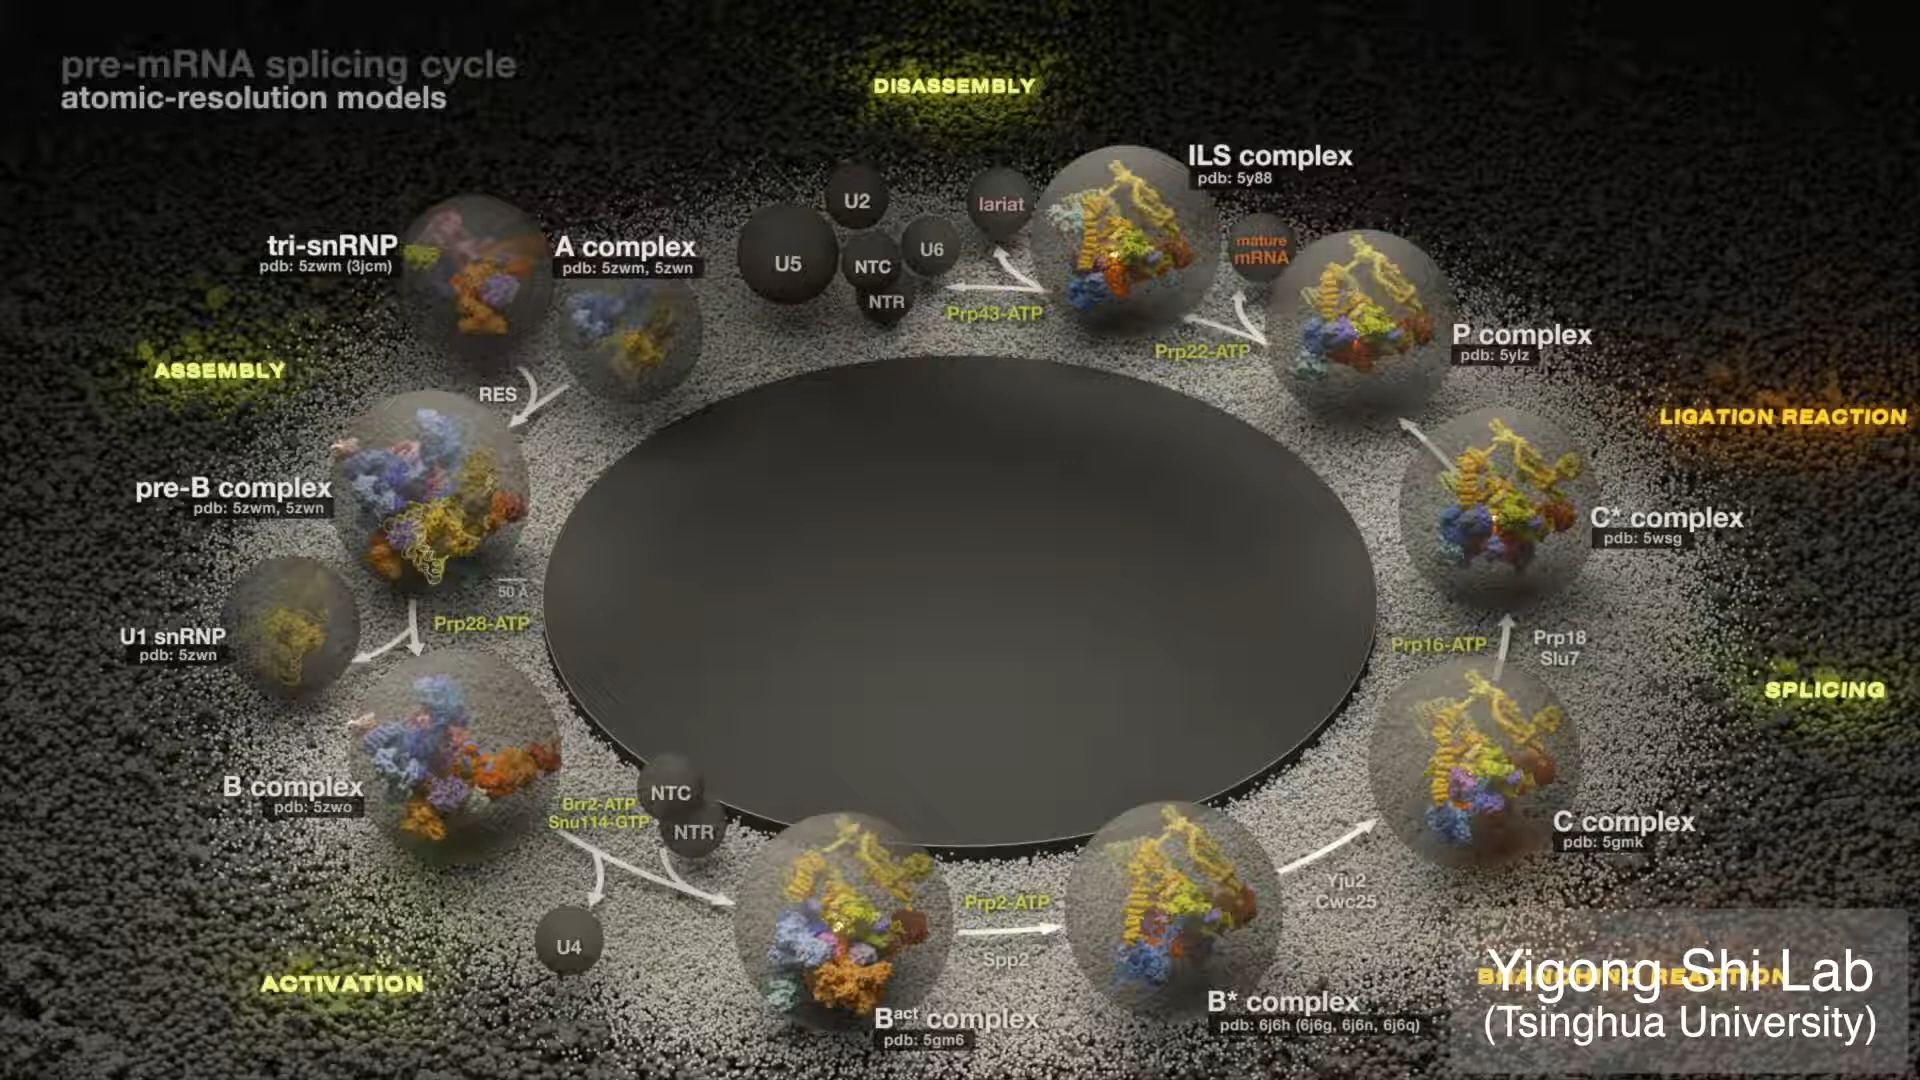 pre-mRNA splicing cycle
atomic-resolution models
DISASSEMBLY
ILS complex
pdb: 5y88
U2
lariat
tri-snRNP
pdb: 5zwm (3jcm)
A complex
pdb: 5zwm, 5zwn
U5
NTC
U6
NTR
mature
mRNA
Prp43-ATP
Prp22-ATP
P complex
pdb: 5ylz
ASSEMBLY
RES
LIGATION REACTION
pre-B complex
pdb: 5zwm, 5zwn
C* complex
pdb: 5wsg
50 Å
Prp28-ATP
U1 snRNP
pdb: 5zwn
Prp16-ATP
Prp18
Slu7
SPLICING
B complex
pdb: 5zwo
Brr2-ATP
Snu114-GTP
NTC
NTR
C complex
pdb: 5gmk
Prp2-ATP
Spp2
Yju2
Cwc25
U4
ACTIVATION
Bact complex
pdb: 5gm6
B* complex
pdb: 6j6h (6j6g, 6j6n, 6j6q)
BRANCHING REACTION
Yigong Shi Lab
(Tsinghua University)